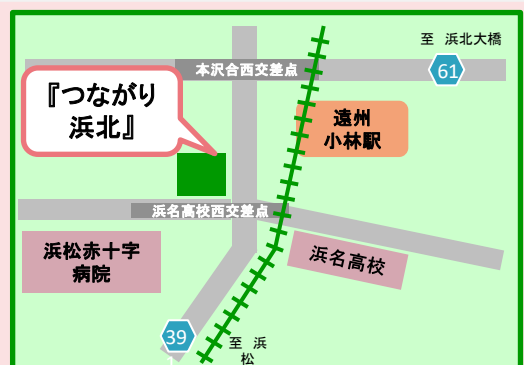 至 浜北大橋
本沢合西交差点
61
『つながり
浜北』
遠州
小林駅
浜名高校西交差点
浜松赤十字
病院
浜名高校
39
至 浜
松